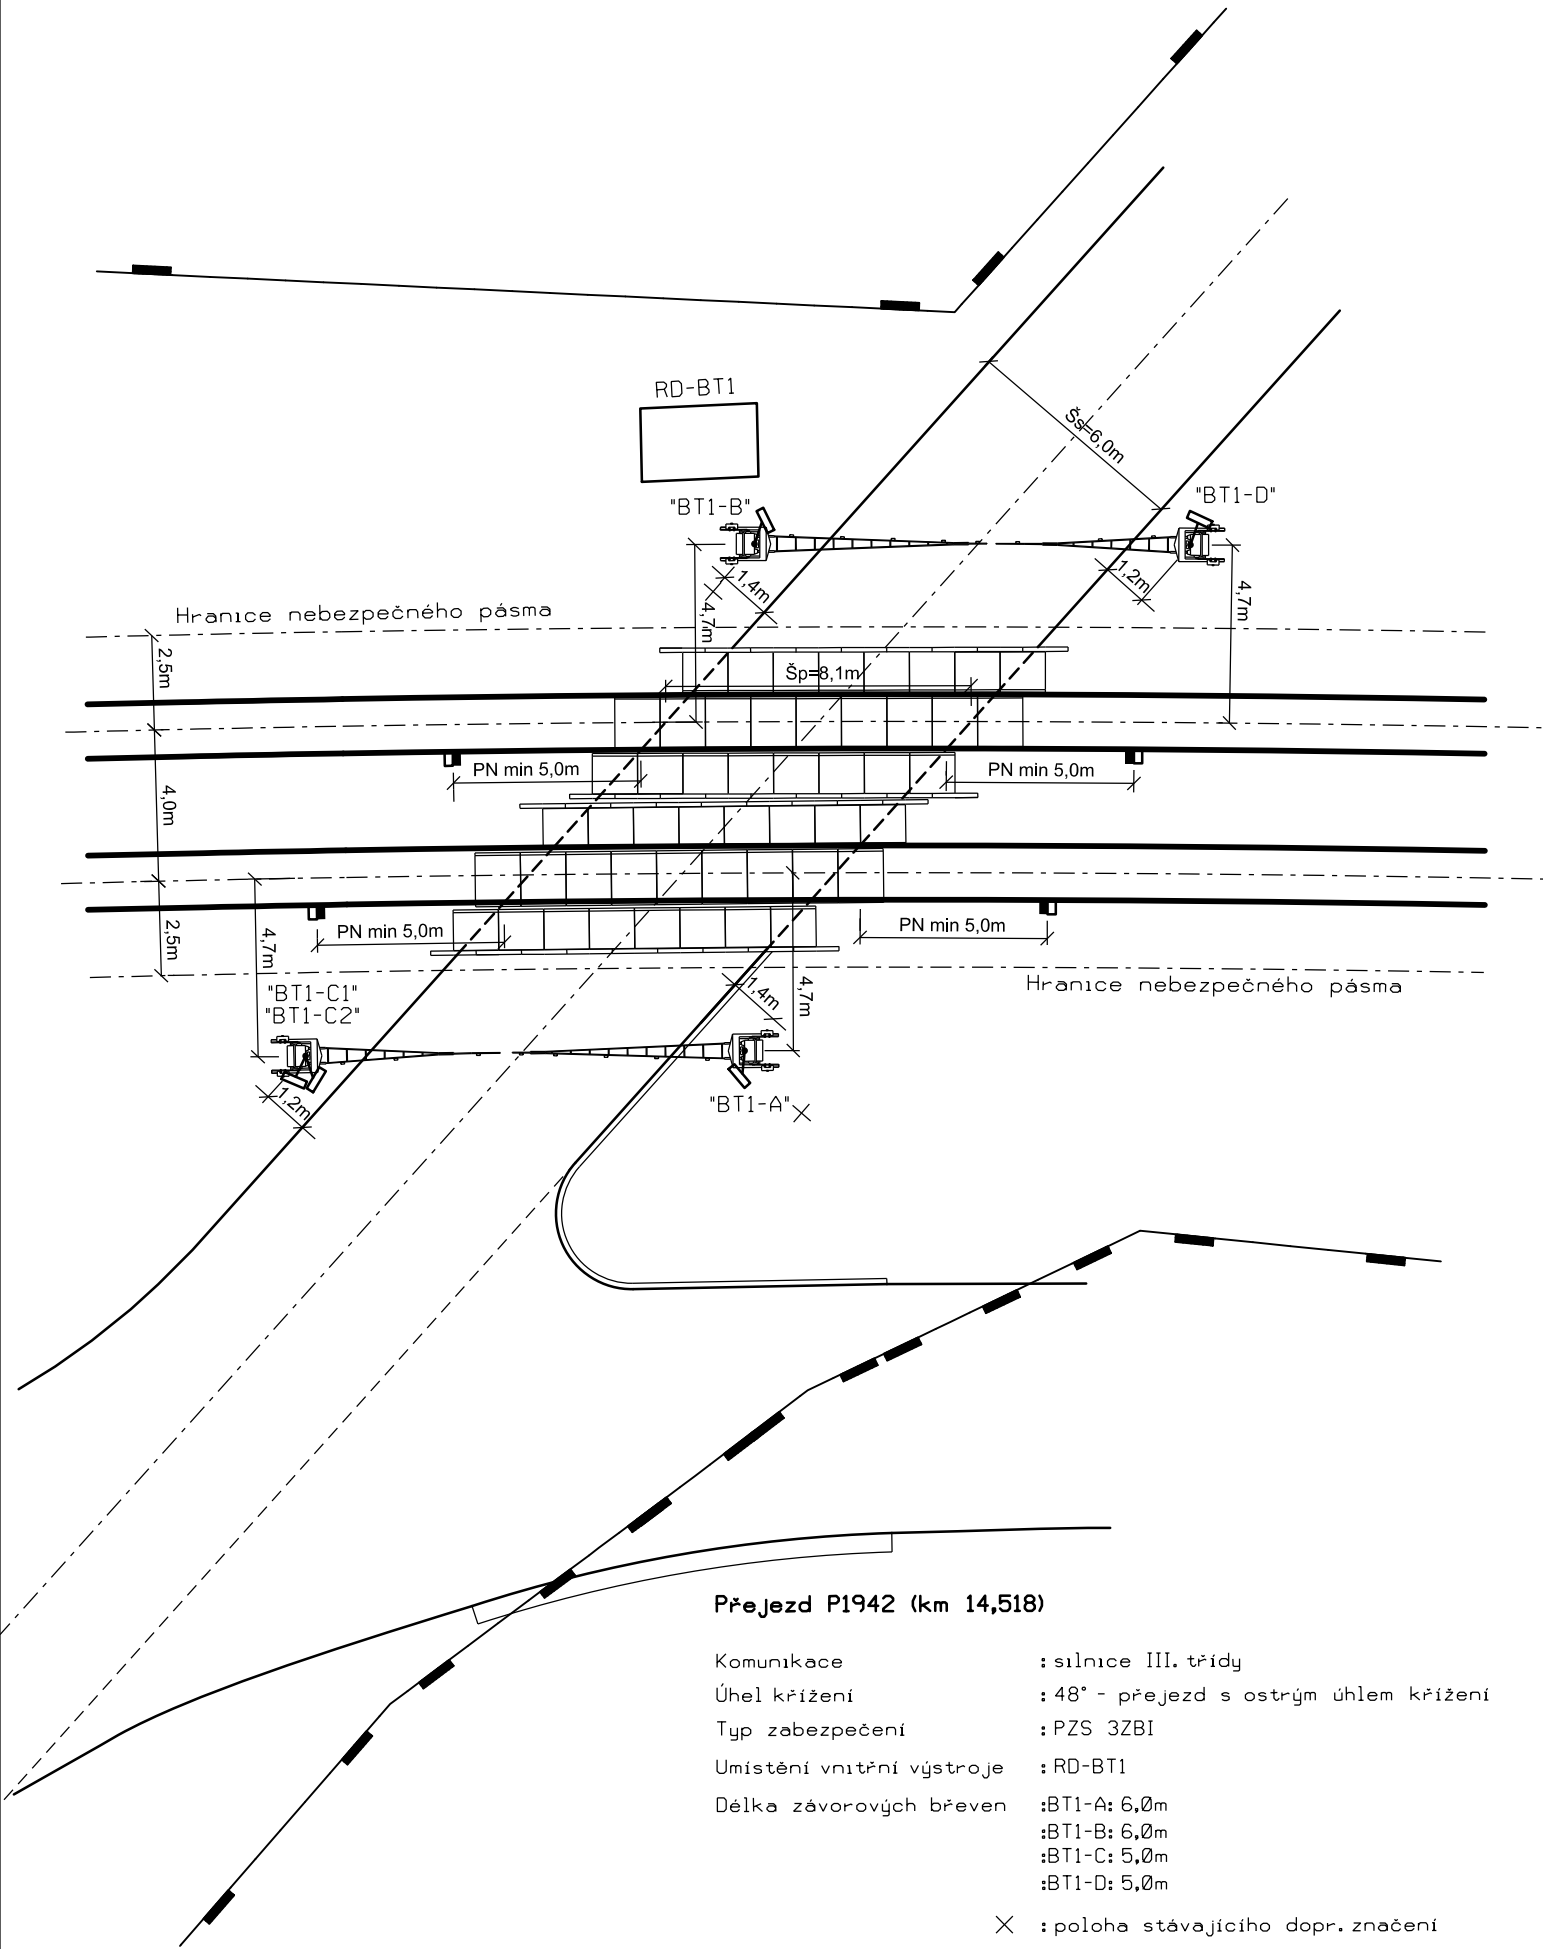 RD-BT1
Šs=6,0m
"BT1-B"
"BT1-D"
1,4m
1,2m
4,7m
4,7m
Hranice nebezpečného pásma
2,5m
Šp=8,1m
PN min 5,0m
PN min 5,0m
4,0m
2,5m
4,7m
PN min 5,0m
PN min 5,0m
"BT1-C1"
"BT1-C2"
1,4m
4,7m
Hranice nebezpečného pásma
1,2m
"BT1-A"
Přejezd P1942 (km 14,518)
Komunikace : silnice III. třídy
Úhel křížení : 48° - přejezd s ostrým úhlem křížení
Typ zabezpečení : PZS 3ZBI
Umístění vnitřní výstroje : RD-BT1
Délka závorových břeven :BT1-A: 6,0m
:BT1-B: 6,0m
:BT1-C: 5,0m
:BT1-D: 5,0m
: poloha stávajícího dopr. značení